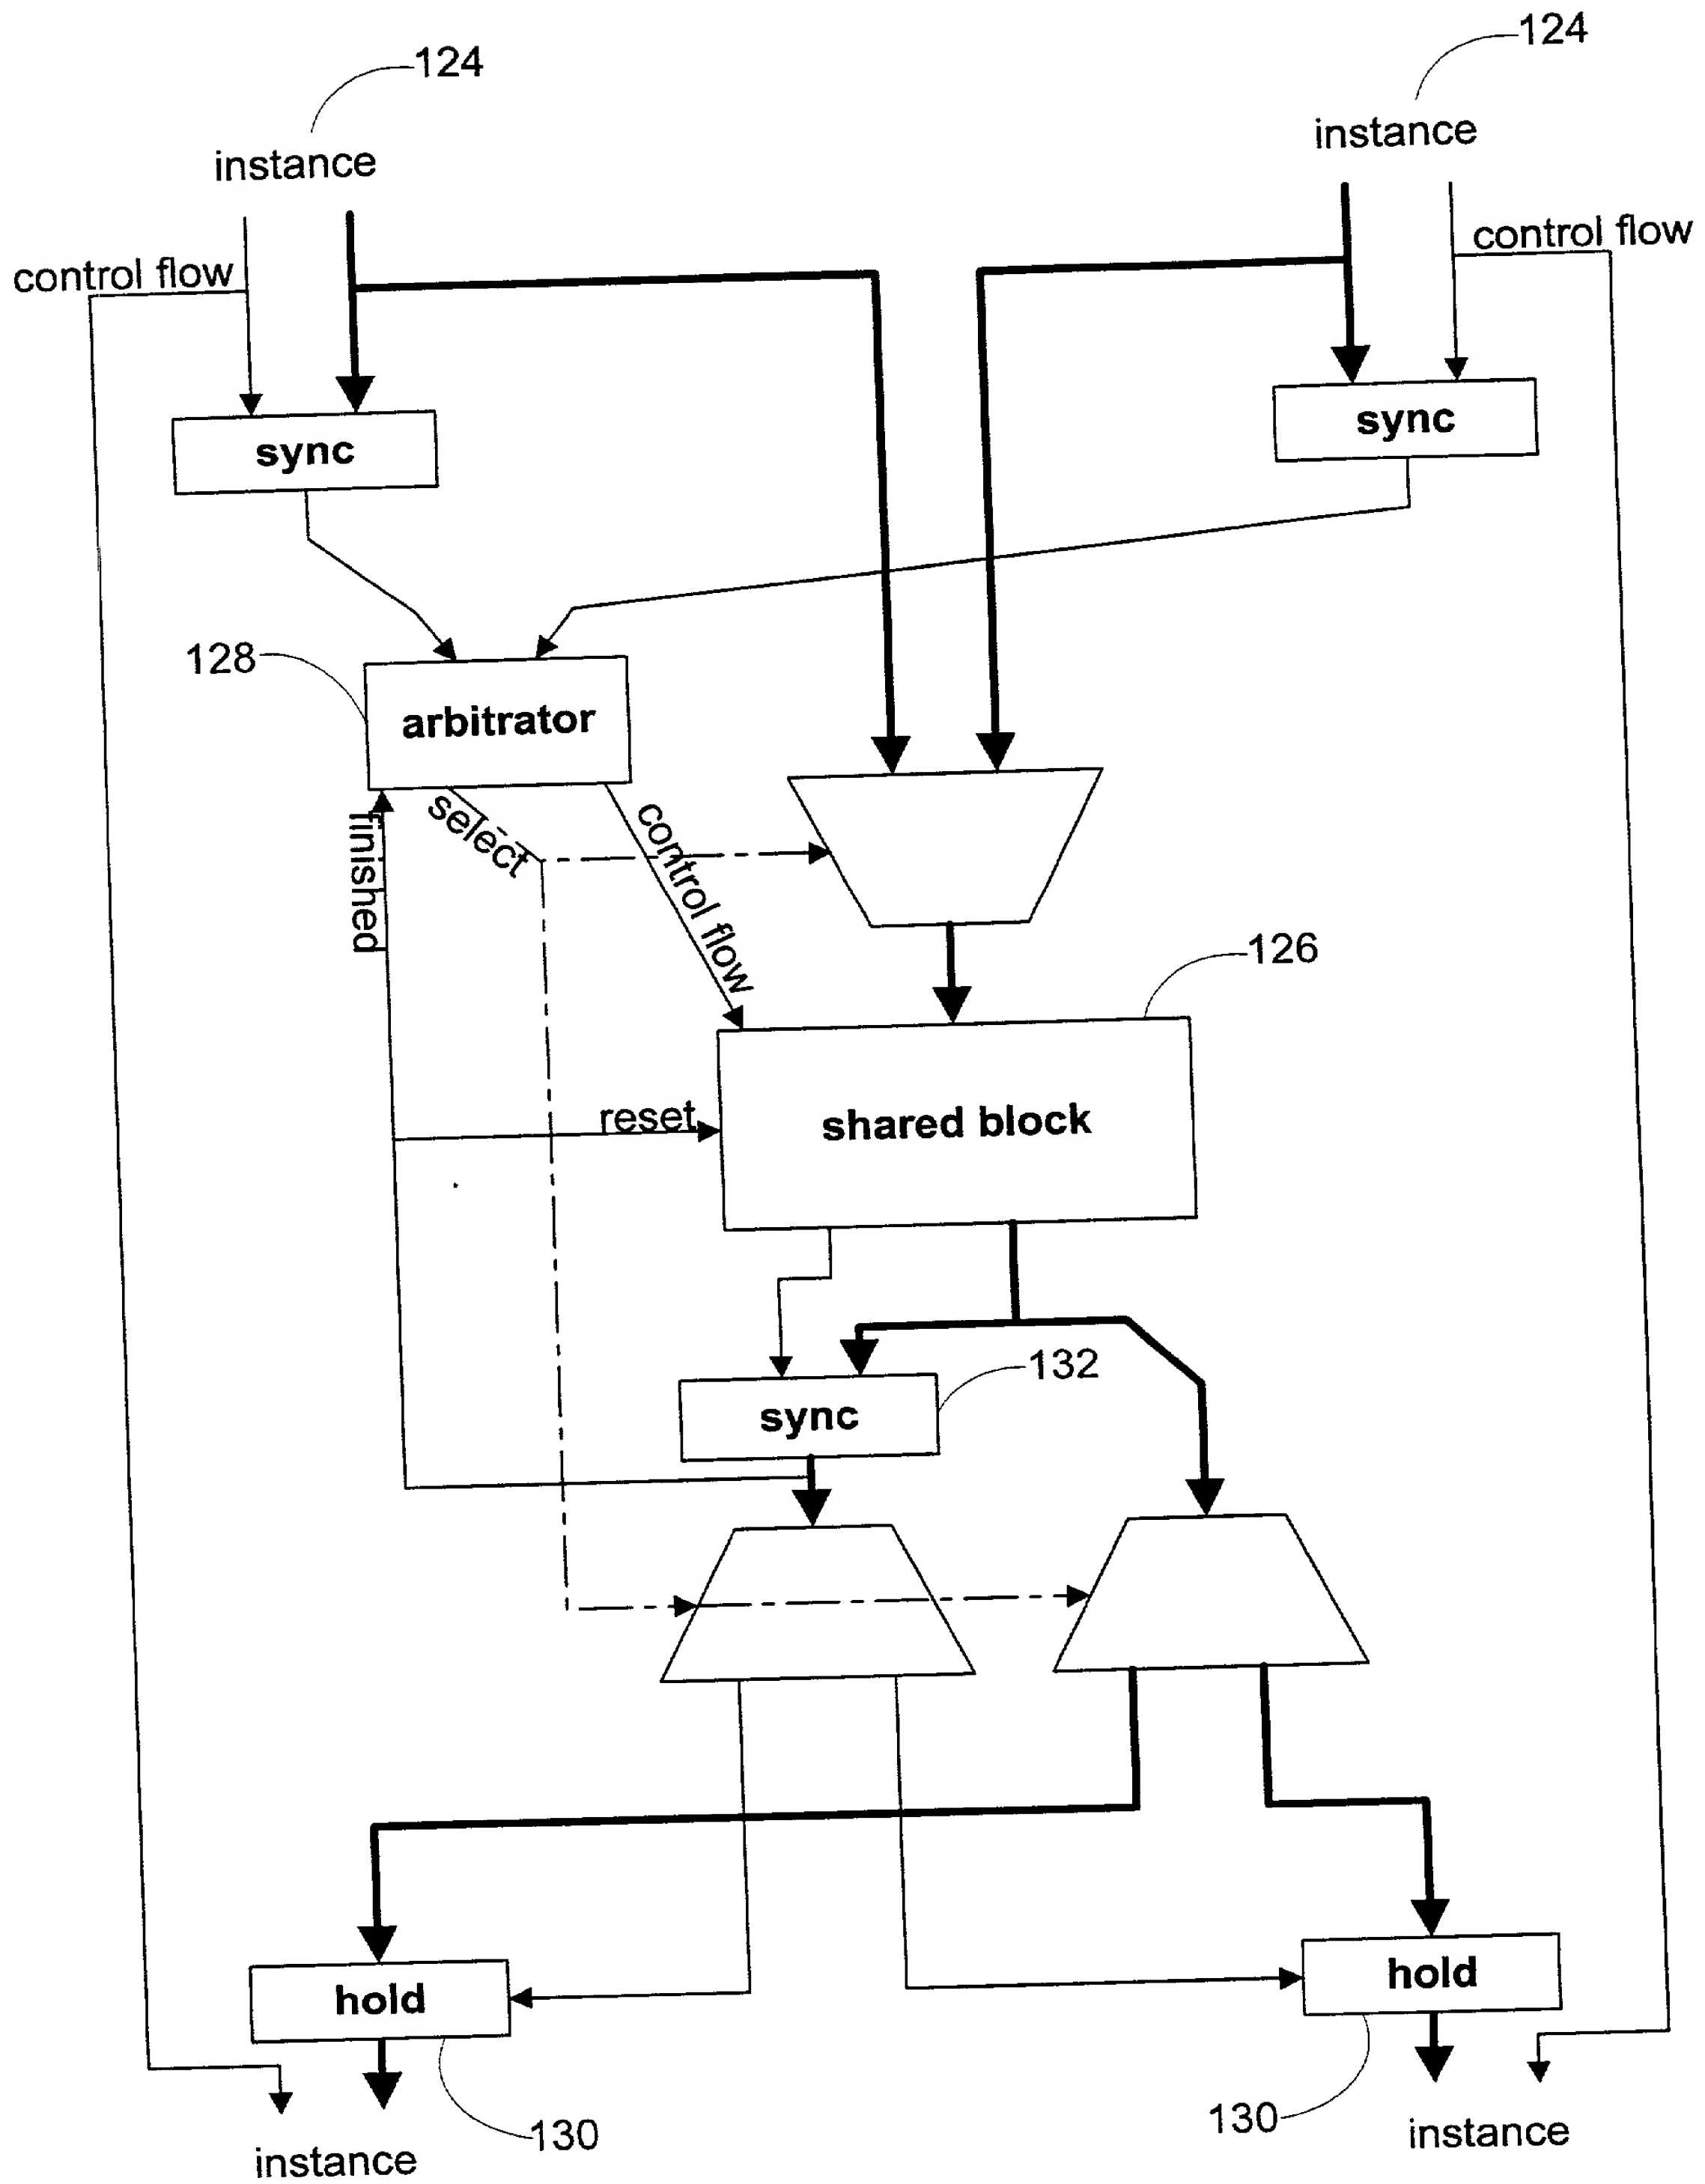 124
124
instance
instance
control flow
control flow
sync
sync
128
arbitrator
finished
select
control flow
126
reset
shared block
132
sync
hold
hold
130
130
instance
instance